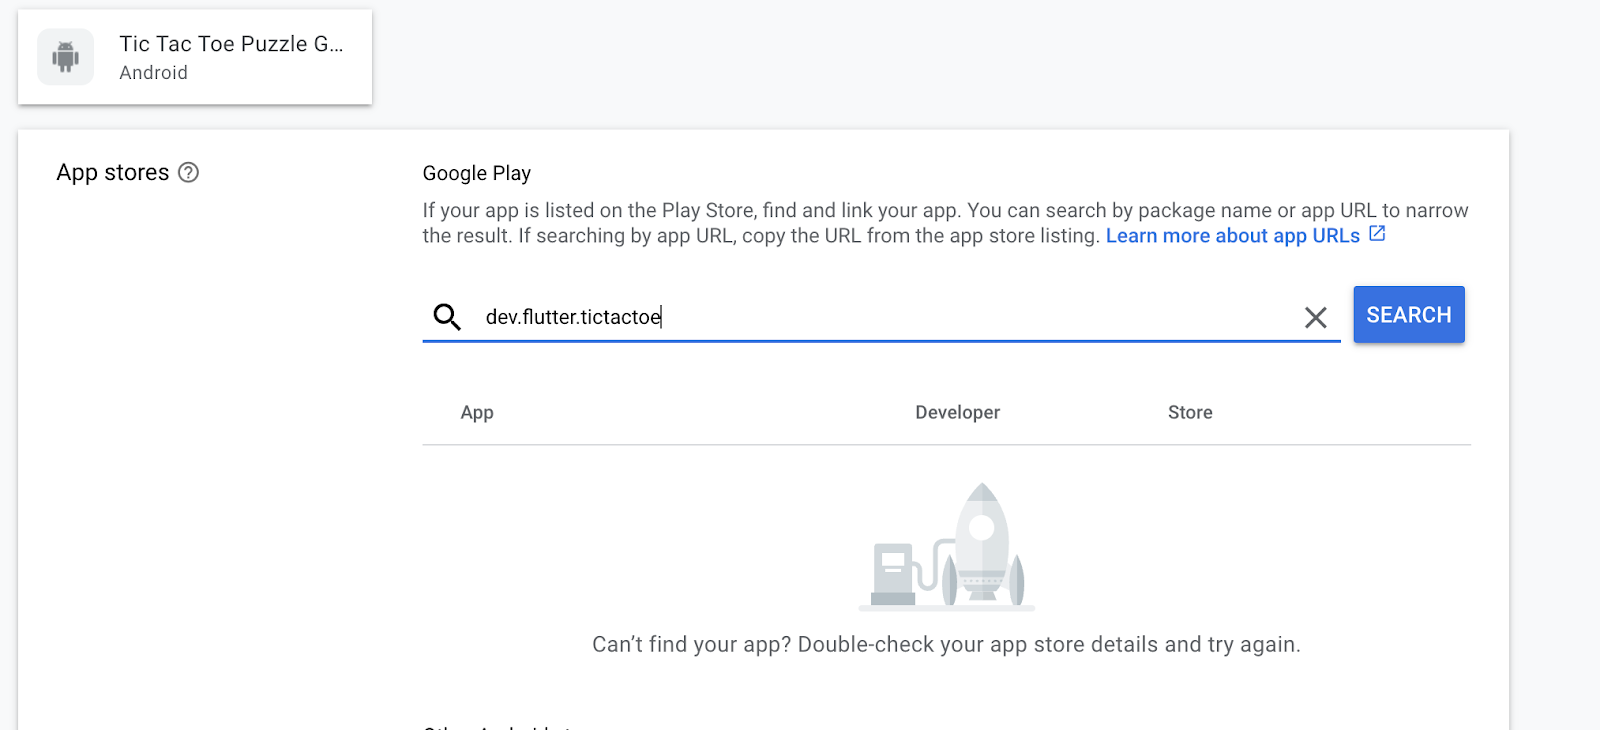 Tic Tac Toe Puzzle G...
Android
App stores
Google Play
If your app is listed on the Play Store, find and link your app. You can search by package name or app URL to narrow
the result. If searching by app URL, copy the URL from the app store listing. Learn more about app URLs
dev.flutter.tictactoe
SEARCH
App Developer Store
Can’t find your app? Double-check your app store details and try again.